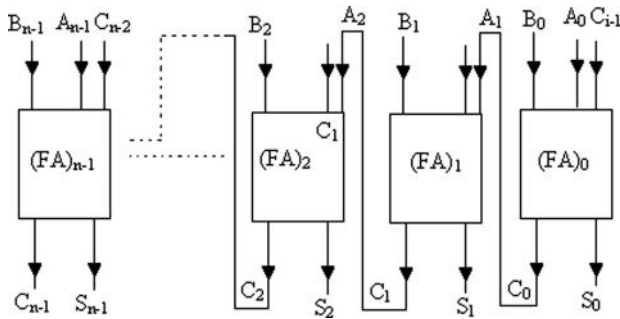 Bn-1 An-1 Cn-2 B2 A2 B1 A1 B0 A0 Ci-1
C1
(FA)n-1 (FA)2 (FA)1 (FA)0
Cn-1 Sn-1 C2 S2 C1 S1 C0 S0